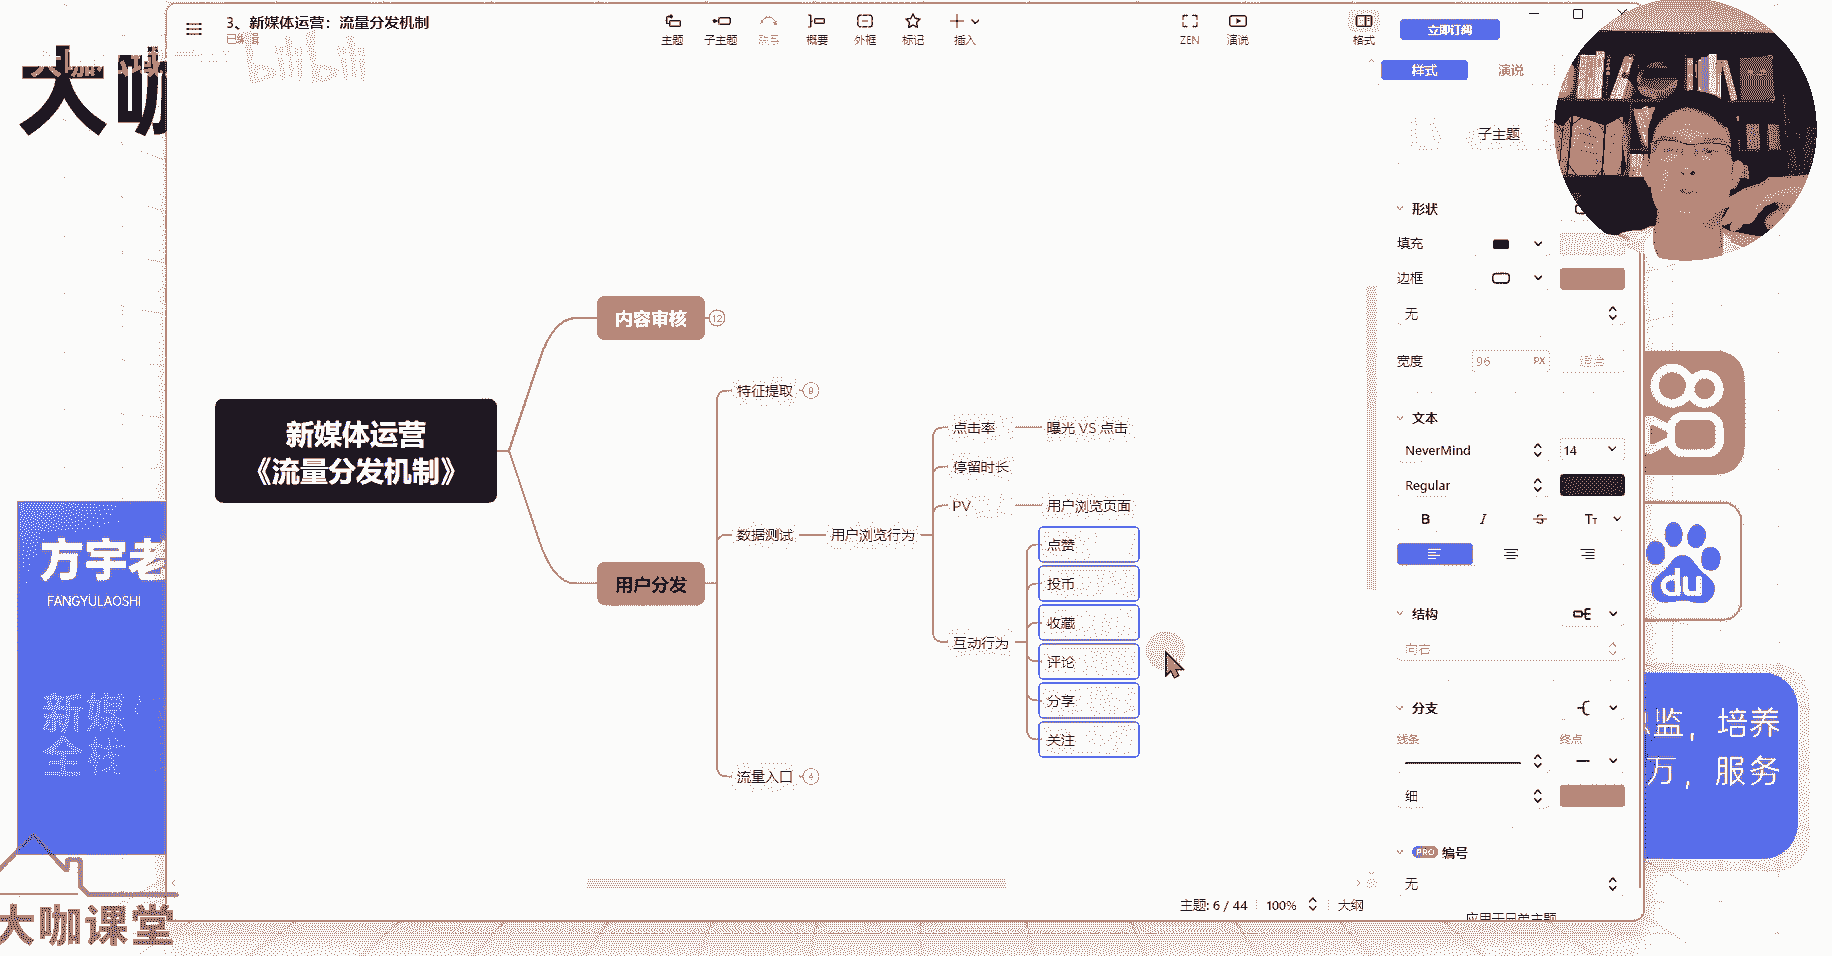 3、新媒体运营：流量分发机制
已编辑
bilibili
主题
子主题
联系
概要
外框
标记
插入
ZEN
演说
格式
立即订阅
样式
演说
大咖
子主题
形状
填充
边框
无
宽度
96
PX
文本
NeverMind
14
Regular
B
I
S
TT
结构
向右
分支
线条
终点
细
PRO 编号
无
新媒体运营
《流量分发机制》
内容审核
12
用户分发
特征提取
数据测试
用户浏览行为
点击率
曝光 VS 点击
停留时长
PV
用户浏览页面
互动行为
点赞
投币
收藏
评论
分享
关注
流量入口
4
方宇老
FANGYULAOSHI
新媒
全栈
大咖课堂
du
监，培养
万，服务
主题: 6 / 44
100%
大纲